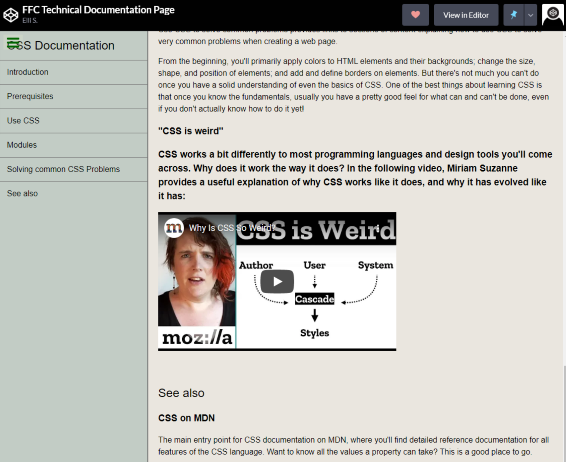 FFC Technical Documentation Page
Elli S.
View in Editor
CSS Documentation
Introduction
Prerequisites
Use CSS
Modules
Solving common CSS Problems
See also
very common problems when creating a web page.
From the beginning, you'll primarily apply colors to HTML elements and their backgrounds; change the size,
shape, and position of elements; and add and define borders on elements. But there's not much you can't do
once you have a solid understanding of even the basics of CSS. One of the best things about learning CSS is
that once you know the fundamentals, usually you have a pretty good feel for what can and can't be done, even
if you don't actually know how to do it yet!
"CSS is weird"
CSS works a bit differently to most programming languages and design tools you'll come
across. Why does it work the way it does? In the following video, Miriam Suzanne
provides a useful explanation of why CSS works like it does, and why it has evolved like
it has:
m
Why Is CSS So Weird?
CSS is Weird
Author User System
Cascade
Styles
moz://a
See also
CSS on MDN
The main entry point for CSS documentation on MDN, where you'll find detailed reference documentation for all
features of the CSS language. Want to know all the values a property can take? This is a good place to go.